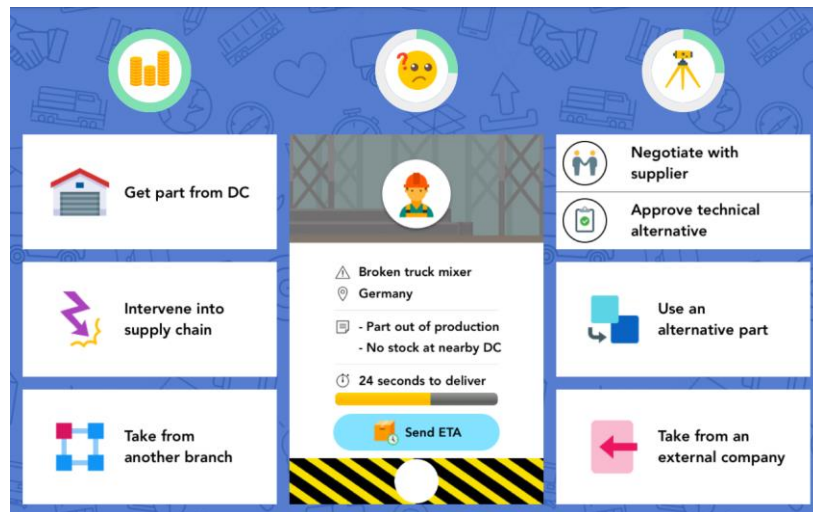 ?
Get part from DC
Intervene into
supply chain
Take from
another branch
Broken truck mixer
Germany
- Part out of production
- No stock at nearby DC
24 seconds to deliver
Send ETA
Negotiate with
supplier
Approve technical
alternative
Use an
alternative part
Take from an
external company